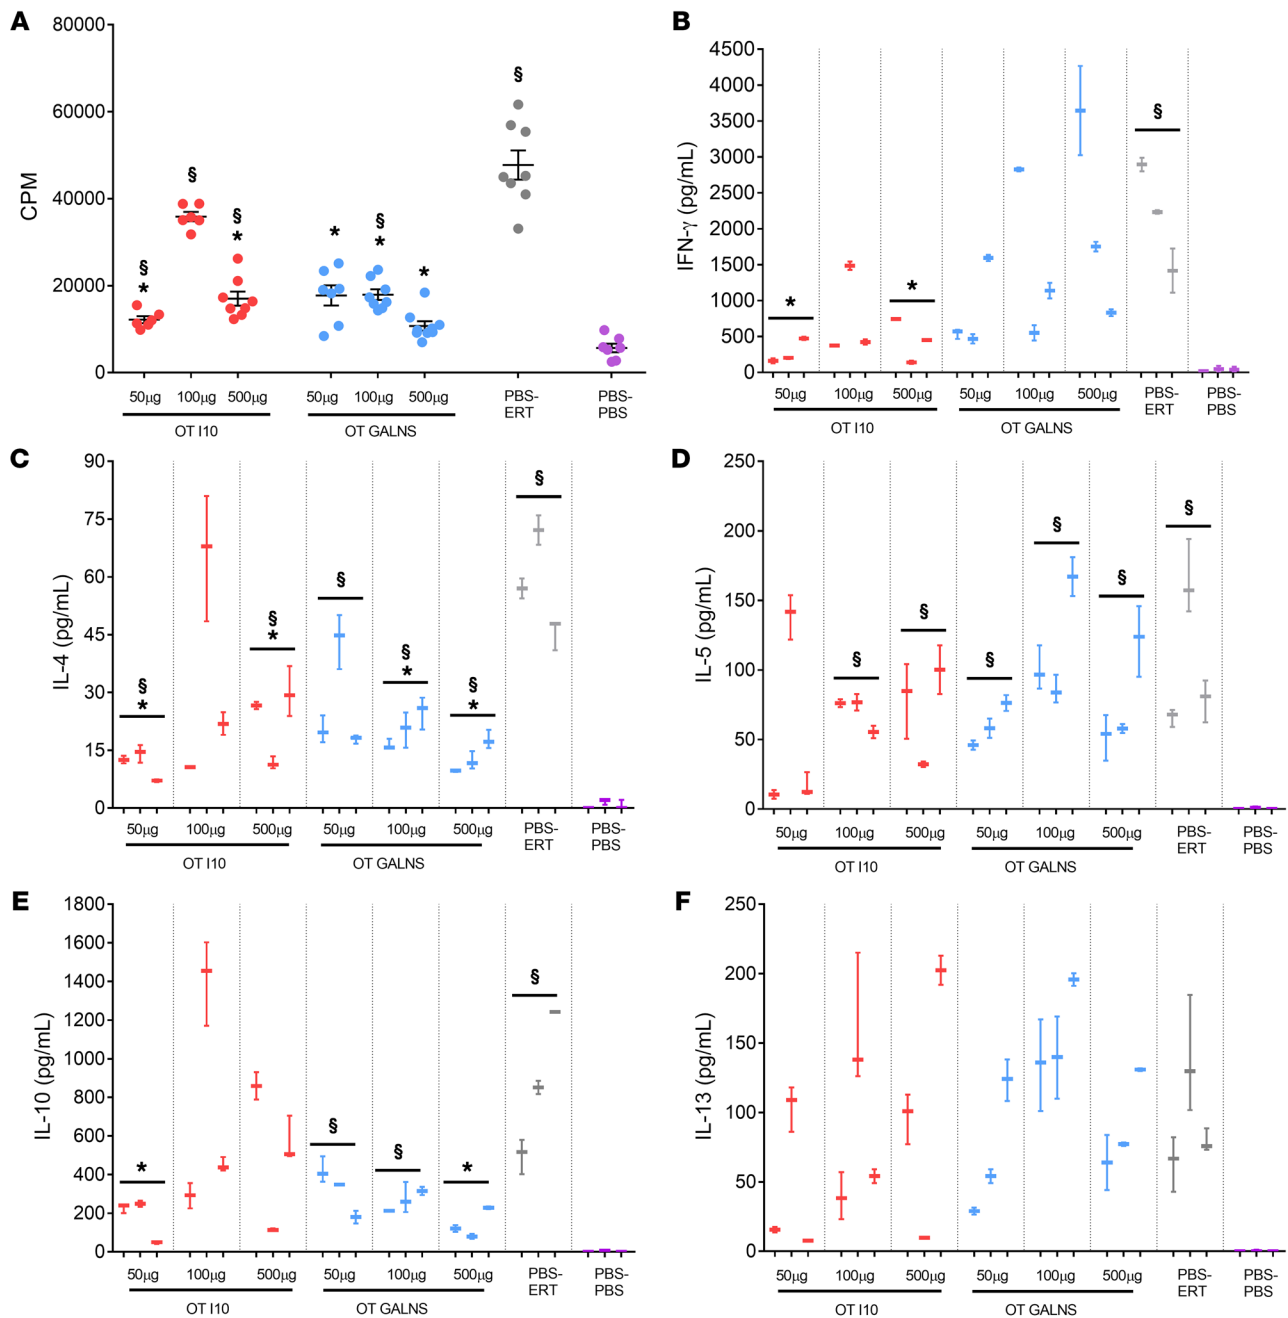 A
80000
60000
40000
20000
0
CPM
§
*
§
§
*
*
§
*
*
§
50µg
100µg
500µg
50µg
100µg
500µg
PBS-
ERT
PBS-
PBS
OT I10
OT GALNS
B
4500
4000
3500
3000
2500
2000
1500
1000
500
0
IFN-γ (pg/mL)
*
*
§
50µg
100µg
500µg
50µg
100µg
500µg
PBS-
ERT
PBS-
PBS
OT I10
OT GALNS
C
90
75
60
45
30
15
0
IL-4 (pg/mL)
§
*
§
*
§
§
*
§
*
§
50µg
100µg
500µg
50µg
100µg
500µg
PBS-
ERT
PBS-
PBS
OT I10
OT GALNS
D
250
200
150
100
50
0
IL-5 (pg/mL)
§
§
§
§
§
§
50µg
100µg
500µg
50µg
100µg
500µg
PBS-
ERT
PBS-
PBS
OT I10
OT GALNS
E
1800
1600
1400
1200
1000
800
600
400
200
0
IL-10 (pg/mL)
*
§
§
*
§
50µg
100µg
500µg
50µg
100µg
500µg
PBS-
ERT
PBS-
PBS
OT I10
OT GALNS
F
250
200
150
100
50
0
IL-13 (pg/mL)
50µg
100µg
500µg
50µg
100µg
500µg
PBS-
ERT
PBS-
PBS
OT I10
OT GALNS